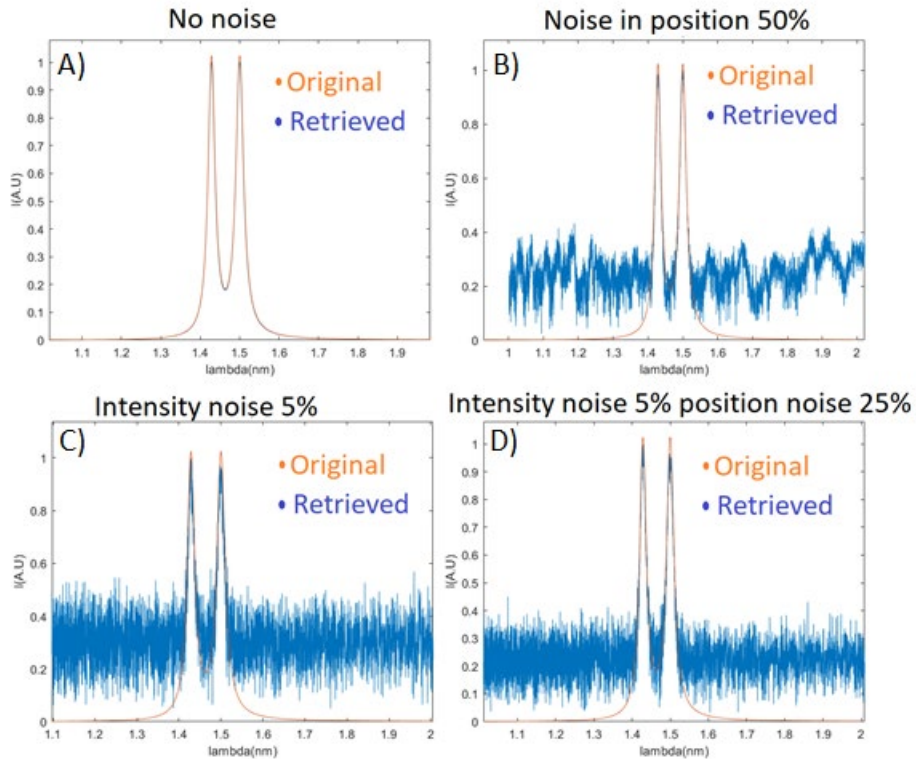 No noise
A)
• Original
• Retrieved
1
0.9
0.8
0.7
0.6
0.5
0.4
0.3
0.2
0.1
0
I(A.U)
1.1 1.2 1.3 1.4 1.5 1.6 1.7 1.8 1.9
lambda(nm)
Noise in position 50%
B)
• Original
• Retrieved
1
0.8
0.6
0.4
0.2
0
I(A.U)
1 1.1 1.2 1.3 1.4 1.5 1.6 1.7 1.8 1.9 2
lambda(nm)
Intensity noise 5%
C)
• Original
• Retrieved
1
0.8
0.6
0.4
0.2
0
I(A.U)
1.1 1.2 1.3 1.4 1.5 1.6 1.7 1.8 1.9 2
lambda(nm)
Intensity noise 5% position noise 25%
D)
• Original
• Retrieved
1
0.9
0.8
0.7
0.6
0.5
0.4
0.3
0.2
0.1
0
I(A.U)
1.1 1.2 1.3 1.4 1.5 1.6 1.7 1.8 1.9 2
lambda(nm)